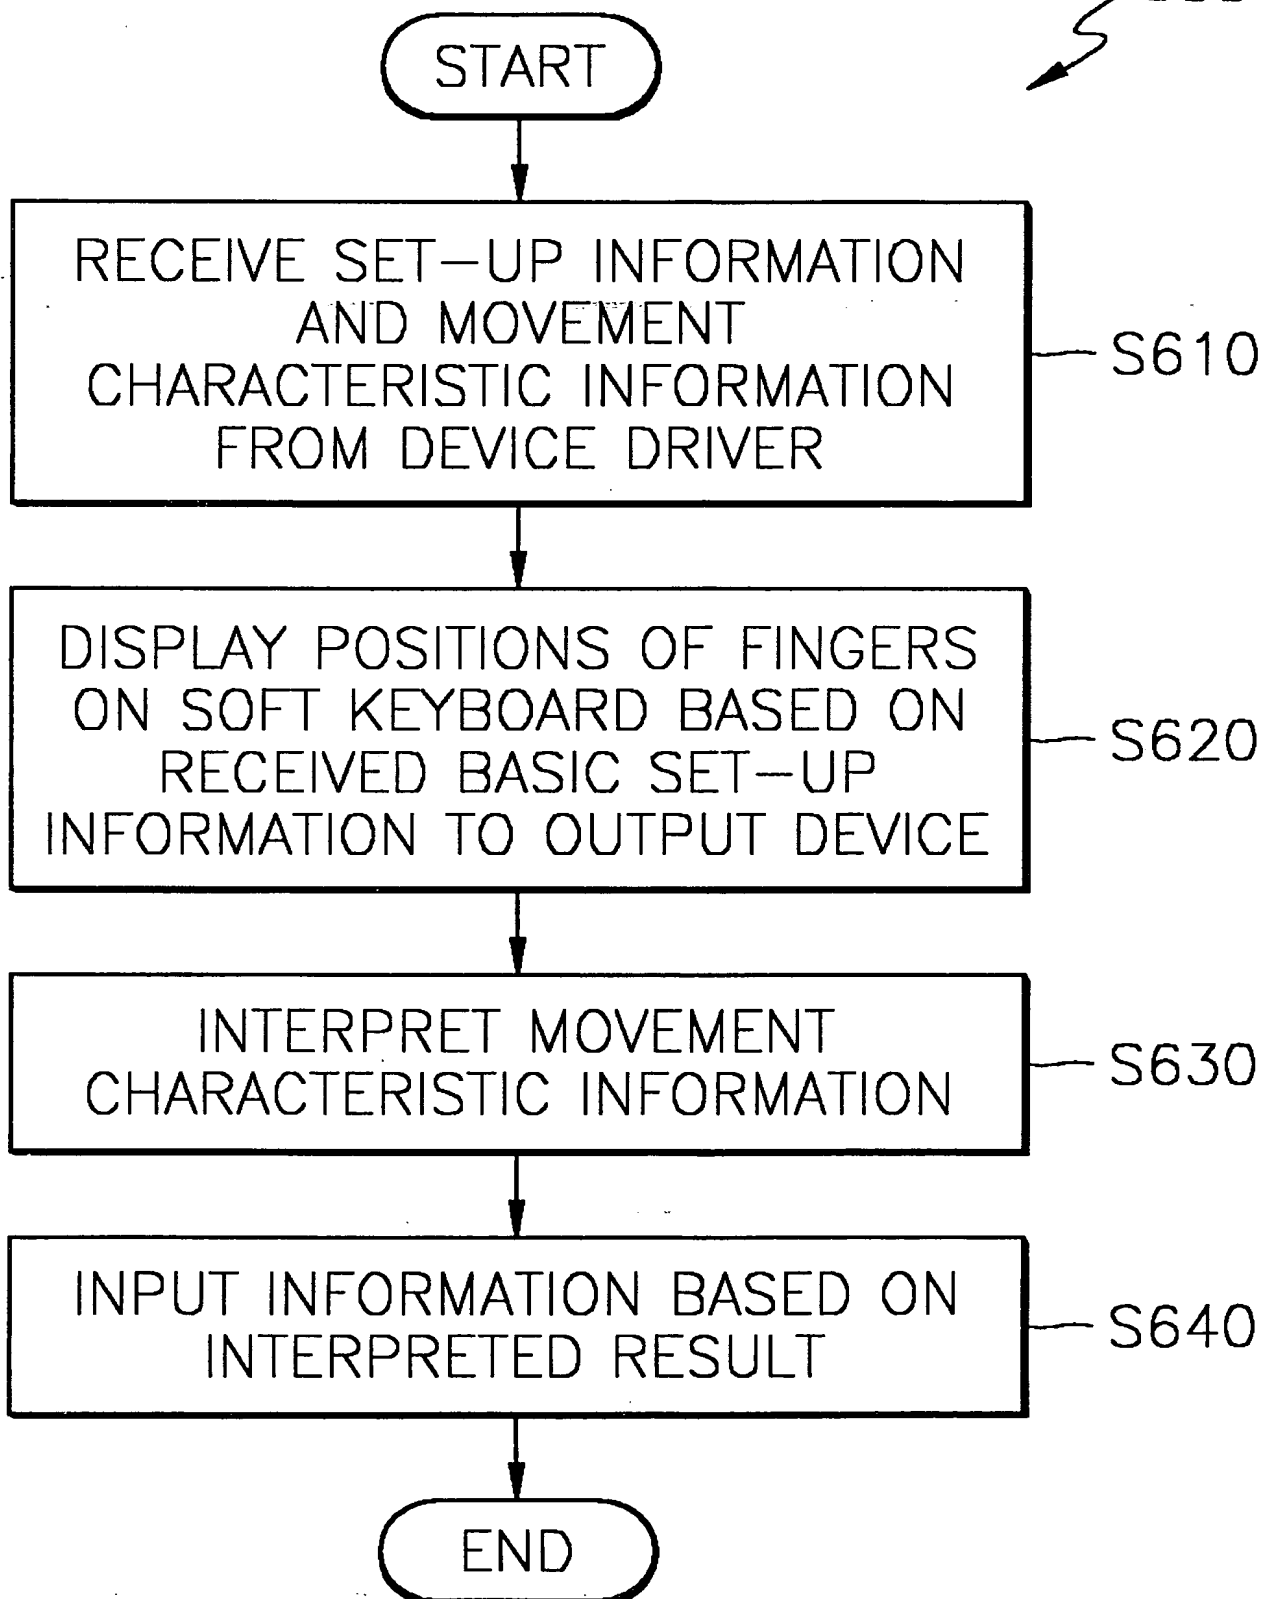 START
RECEIVE SET-UP INFORMATION
AND MOVEMENT
CHARACTERISTIC INFORMATION
FROM DEVICE DRIVER
S610
DISPLAY POSITIONS OF FINGERS
ON SOFT KEYBOARD BASED ON
RECEIVED BASIC SET-UP
INFORMATION TO OUTPUT DEVICE
S620
INTERPRET MOVEMENT
CHARACTERISTIC INFORMATION
S630
INPUT INFORMATION BASED ON
INTERPRETED RESULT
S640
END